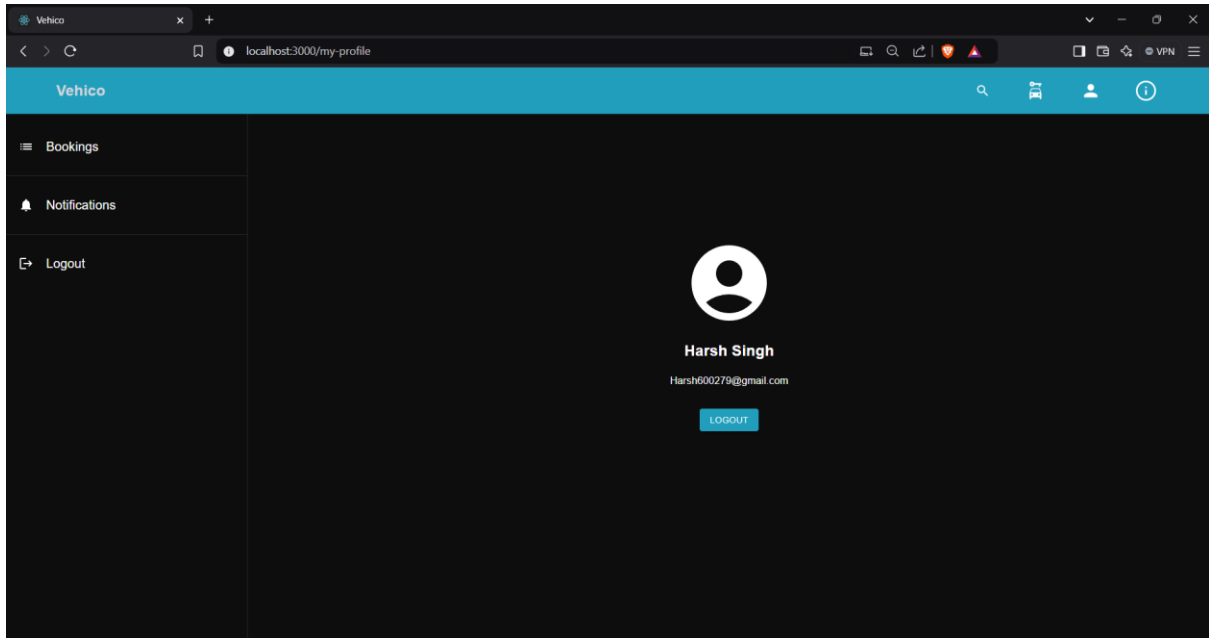 Vehico
localhost:3000/my-profile
VPN
Vehico
Bookings
Notifications
Logout
Harsh Singh
Harsh600279@gmail.com
LOGOUT